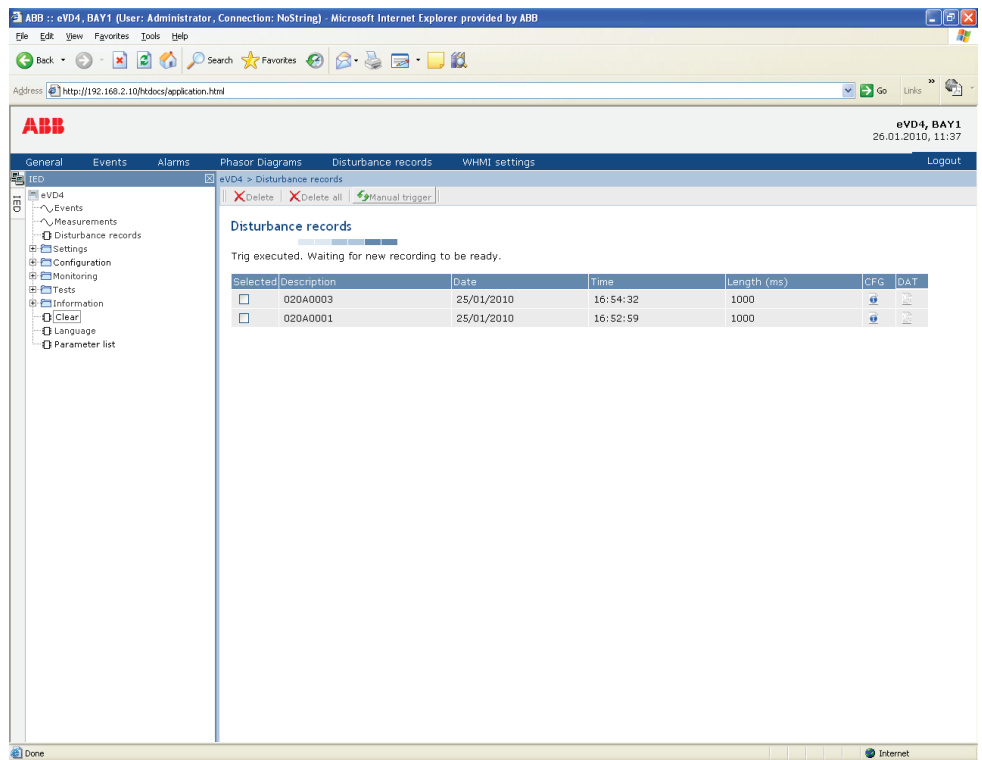 ABB :: eVD4, BAY1 (User: Administrator, Connection: NoString) - Microsoft Internet Explorer provided by ABB
File Edit View Favorites Tools Help
Back Search Favorites
Address http://192.168.2.10/htdocs/application.html Go Links »
ABB
eVD4, BAY1
26.01.2010, 11:37
General Events Alarms Phasor Diagrams Disturbance records WHMI settings Logout
IED
IED
eVD4
Events
Measurements
Disturbance records
Settings
Configuration
Monitoring
Tests
Information
Clear
Language
Parameter list
eVD4 > Disturbance records
Delete Delete all Manual trigger
Disturbance records
Trig executed. Waiting for new recording to be ready.
Selected Description Date Time Length (ms) CFG DAT
020A0003 25/01/2010 16:54:32 1000
020A0001 25/01/2010 16:52:59 1000
Done Internet